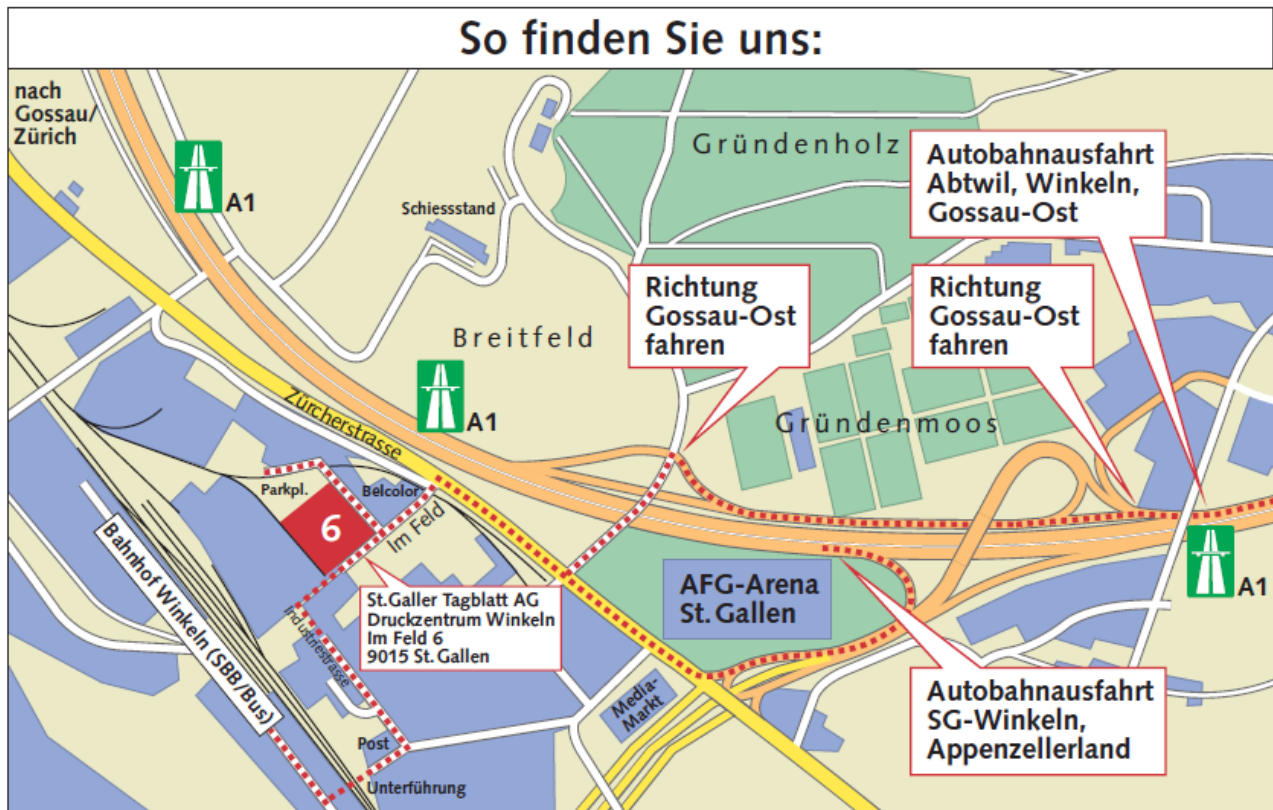 So finden Sie uns:
nach
Gossau/
Zürich
A1
Schiessstand
Gründenholz
Autobahnausfahrt
Abtwil, Winkeln,
Gossau-Ost
Richtung
Gossau-Ost
fahren
Richtung
Gossau-Ost
fahren
Breitfeld
A1
Zürcherstrasse
Gründenmoos
Parkpl.
Belcolor
6
Im Feld
Bahnhof Winkeln (SBB/Bus)
St.Galler Tagblatt AG
Druckzentrum Winkeln
Im Feld 6
9015 St. Gallen
Industriestrasse
AFG-Arena
St. Gallen
A1
Media-
Markt
Autobahnausfahrt
SG-Winkeln,
Appenzellerland
Post
Unterführung